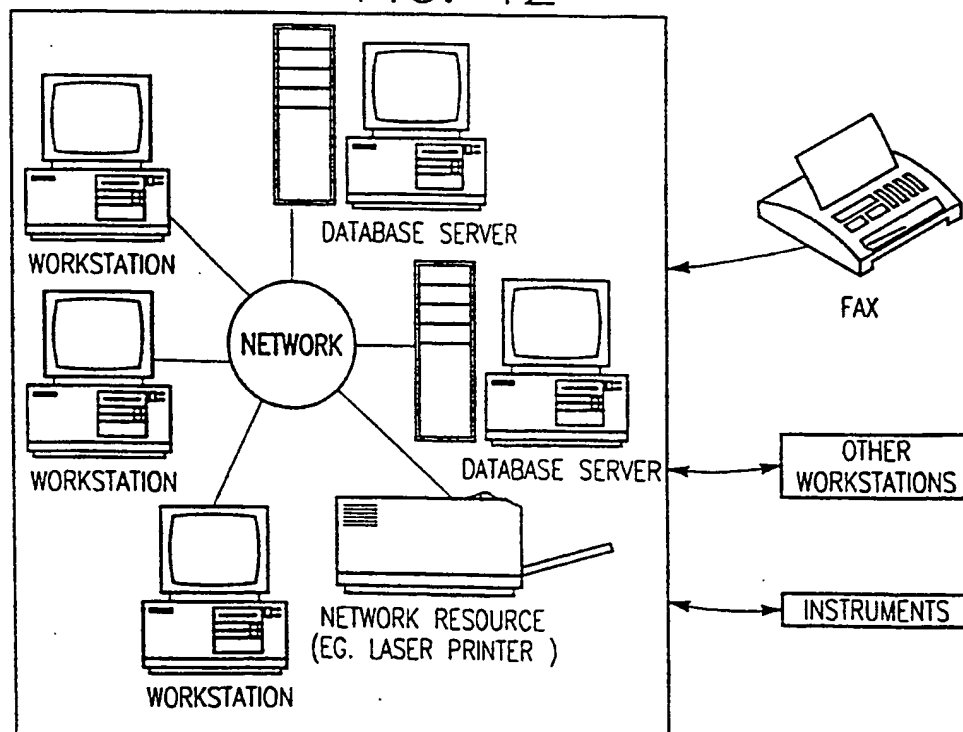 DATABASE SERVER
WORKSTATION
NETWORK
FAX
WORKSTATION
DATABASE SERVER
OTHER
WORKSTATIONS
NETWORK RESOURCE
(EG. LASER PRINTER )
INSTRUMENTS
WORKSTATION